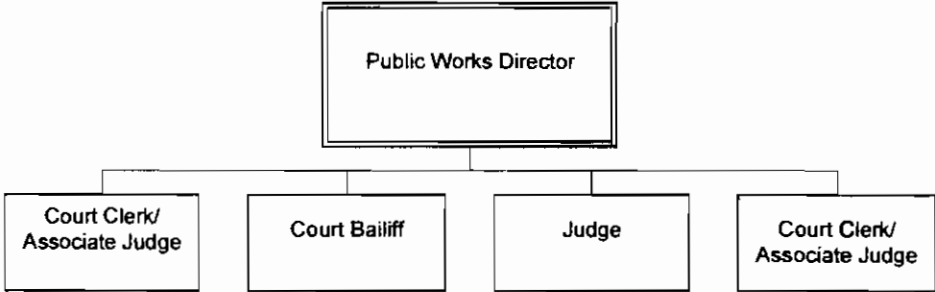 Public Works Director
Court Clerk/
Associate Judge
Court Bailiff
Judge
Court Clerk/
Associate Judge